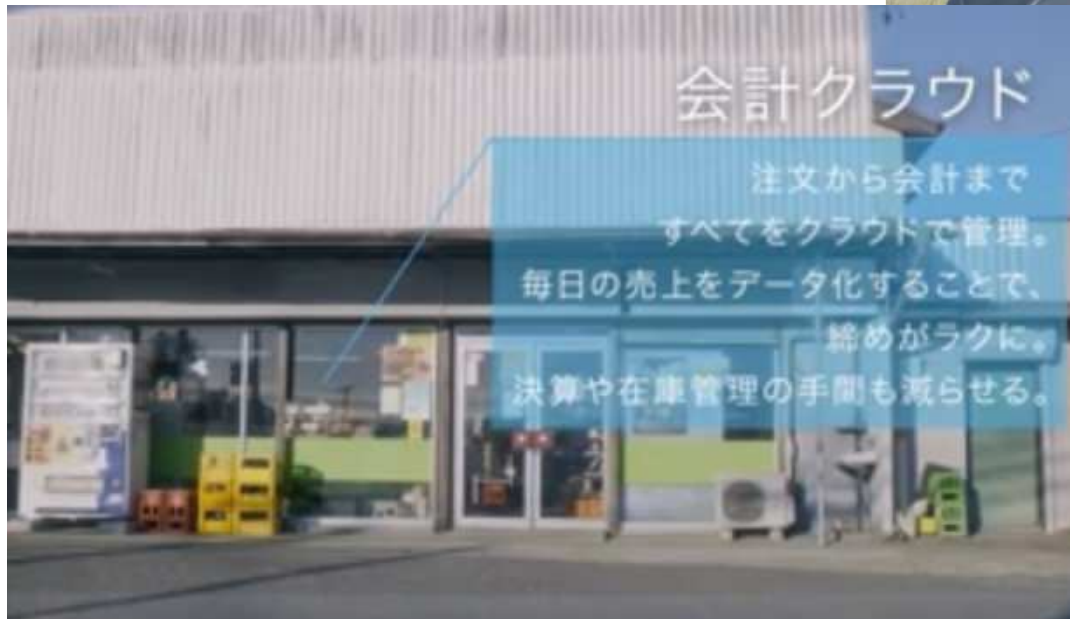 会計クラウド
注文から会計まで
すべてをクラウドで管理。
毎日の売上をデータ化することで、
締めがラクに。
決算や在庫管理の手間も減らせる。